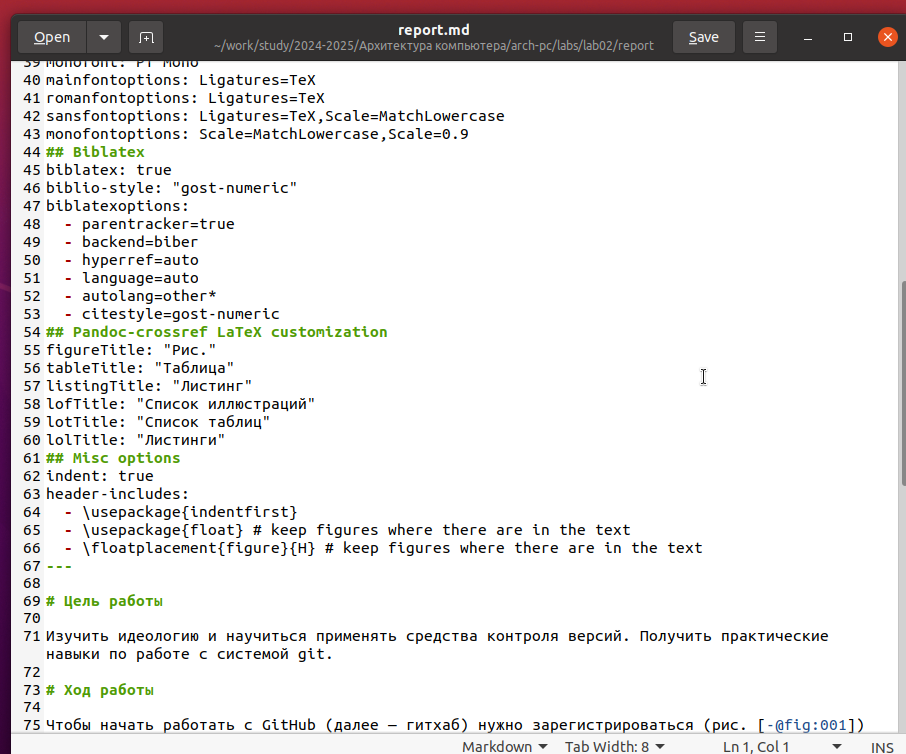 Open
report.md
~/work/study/2024-2025/Архитектура компьютера/arch-pc/labs/lab02/report
Save
39 monofont: PT Mono
40 mainfontoptions: Ligatures=TeX
41 romanfontoptions: Ligatures=TeX
42 sansfontoptions: Ligatures=TeX,Scale=MatchLowercase
43 monofontoptions: Scale=MatchLowercase,Scale=0.9
44 ## Biblatex
45 biblatex: true
46 biblio-style: "gost-numeric"
47 biblatexoptions:
48   - parentracker=true
49   - backend=biber
50   - hyperref=auto
51   - language=auto
52   - autolang=other*
53   - citestyle=gost-numeric
54 ## Pandoc-crossref LaTeX customization
55 figureTitle: "Рис."
56 tableTitle: "Таблица"
57 listingTitle: "Листинг"
58 lofTitle: "Список иллюстраций"
59 lotTitle: "Список таблиц"
60 lolTitle: "Листинги"
61 ## Misc options
62 indent: true
63 header-includes:
64   - \usepackage{indentfirst}
65   - \usepackage{float} # keep figures where there are in the text
66   - \floatplacement{figure}{H} # keep figures where there are in the text
67 ---
68
69 # Цель работы
70
71 Изучить идеологию и научиться применять средства контроля версий. Получить практические
навыки по работе с системой git.
72
73 # Ход работы
74
75 Чтобы начать работать с GitHub (далее — гитхаб) нужно зарегистрироваться (рис. [-@fig:001])
Markdown Tab Width: 8 Ln 1, Col 1 INS